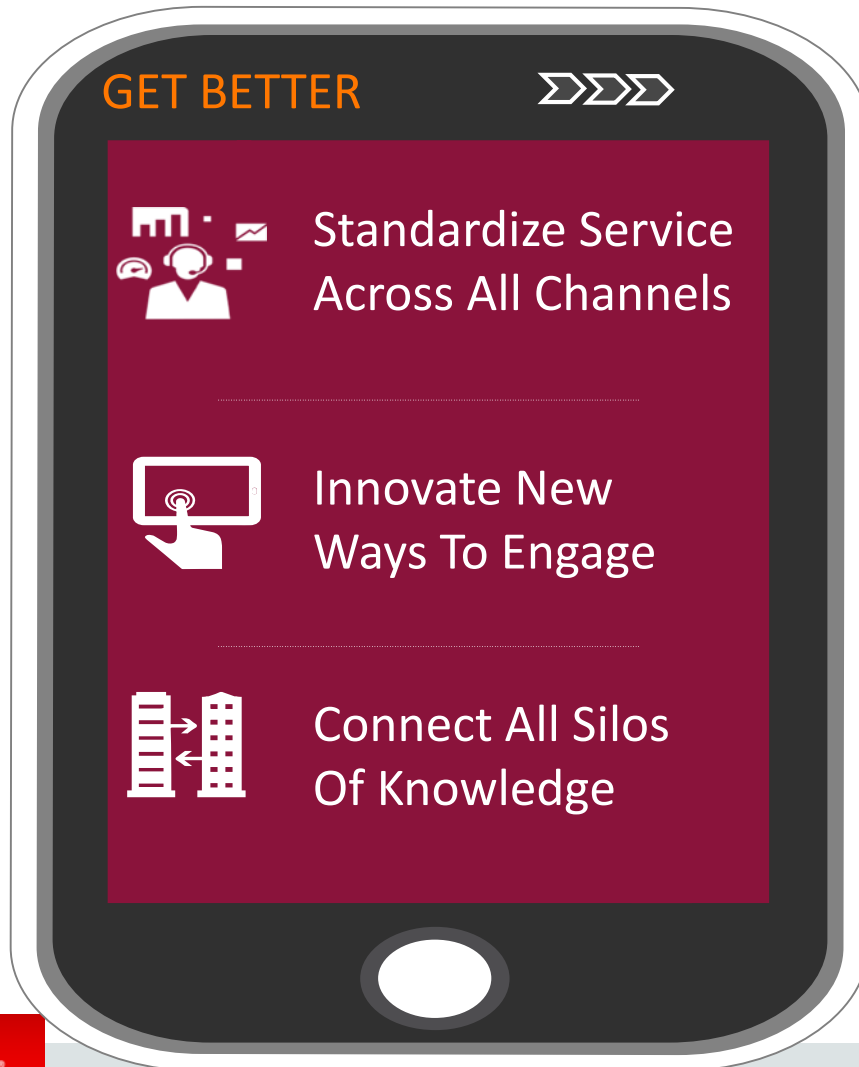 GET BETTER
Standardize Service
Across All Channels
Innovate New
Ways To Engage
Connect All Silos
Of Knowledge